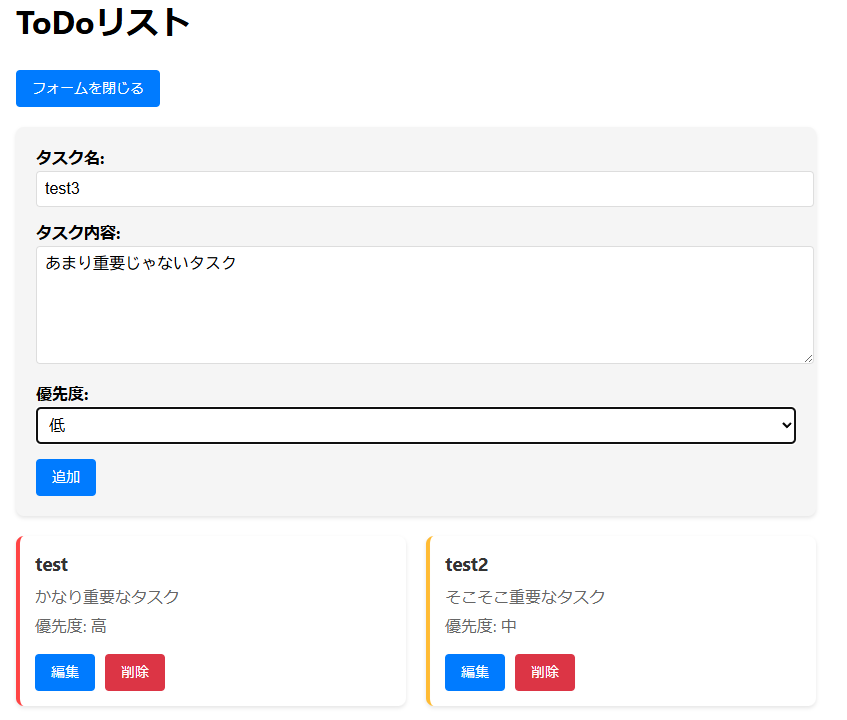 ToDoリスト
フォームを閉じる
タスク名:
test3
タスク内容:
あまり重要じゃないタスク
優先度:
低
追加
test
かなり重要なタスク
優先度: 高
編集 削除
test2
そこそこ重要なタスク
優先度: 中
編集 削除